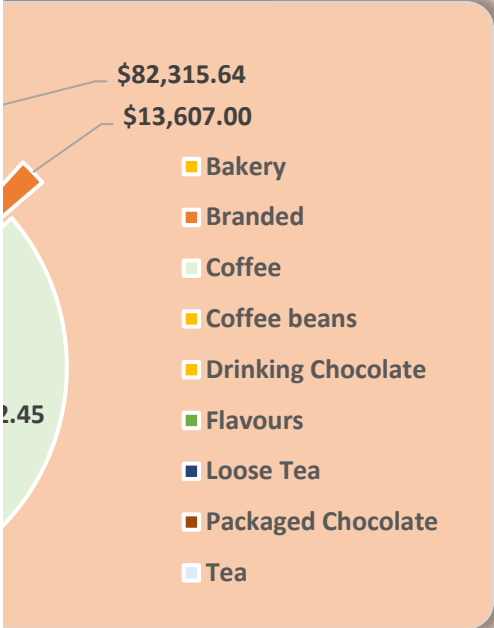 $82,315.64
$13,607.00
Bakery
Branded
Coffee
Coffee beans
2.45
Drinking Chocolate
Flavours
Loose Tea
Packaged Chocolate
Tea